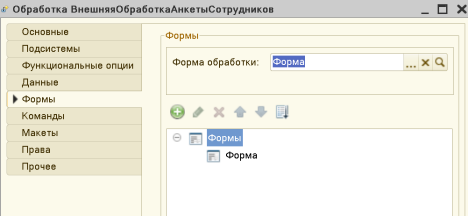 Обработка ВнешняяОбработкаАнкетыСотрудников
Основные
Подсистемы
Функциональные опции
Данные
Формы
Команды
Макеты
Права
Прочее
Формы
Форма обработки: Форма
Формы
Форма